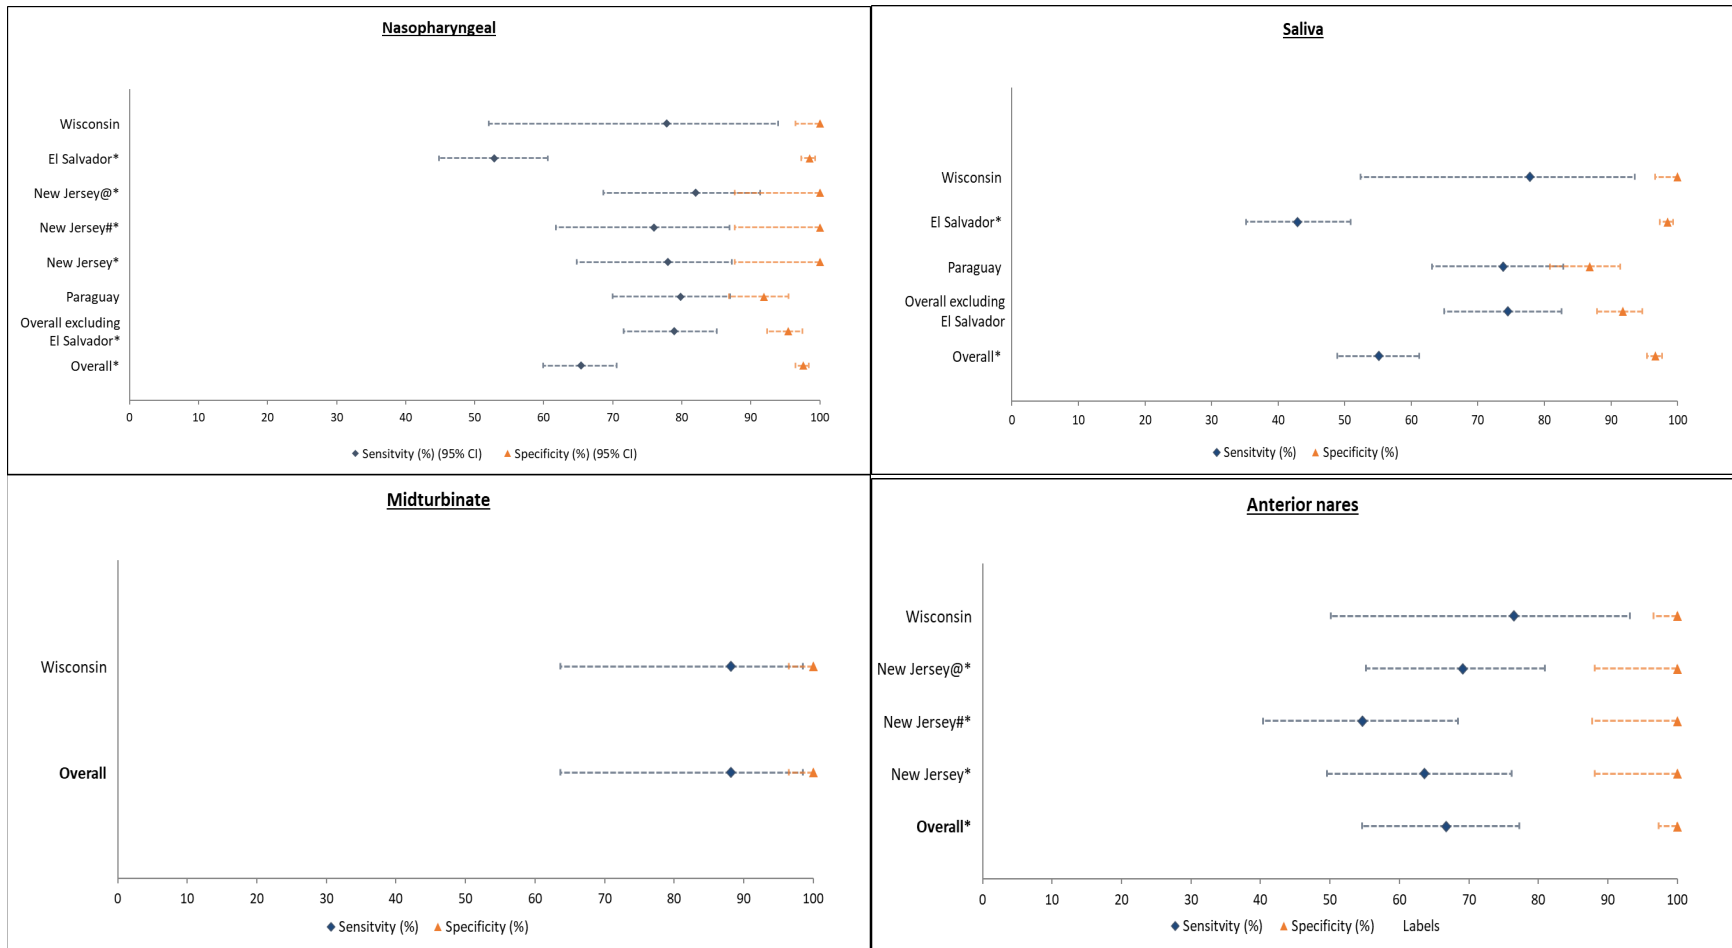 Nasopharyngeal
Wisconsin
El Salvador*
New Jersey@*
New Jersey#*
New Jersey*
Paraguay
Overall excluding
El Salvador*
Overall*
0 10 20 30 40 50 60 70 80 90 100
Sensitvity (%) (95% CI) Specificity (%) (95% CI)
Saliva
Wisconsin
El Salvador*
Paraguay
Overall excluding
El Salvador
Overall*
0 10 20 30 40 50 60 70 80 90 100
Sensitvity (%) Specificity (%)
Midturbinate
Wisconsin
Overall
0 10 20 30 40 50 60 70 80 90 100
Sensitvity (%) Specificity (%)
Anterior nares
Wisconsin
New Jersey@*
New Jersey#*
New Jersey*
Overall*
0 10 20 30 40 50 60 70 80 90 100
Sensitvity (%) Specificity (%) Labels